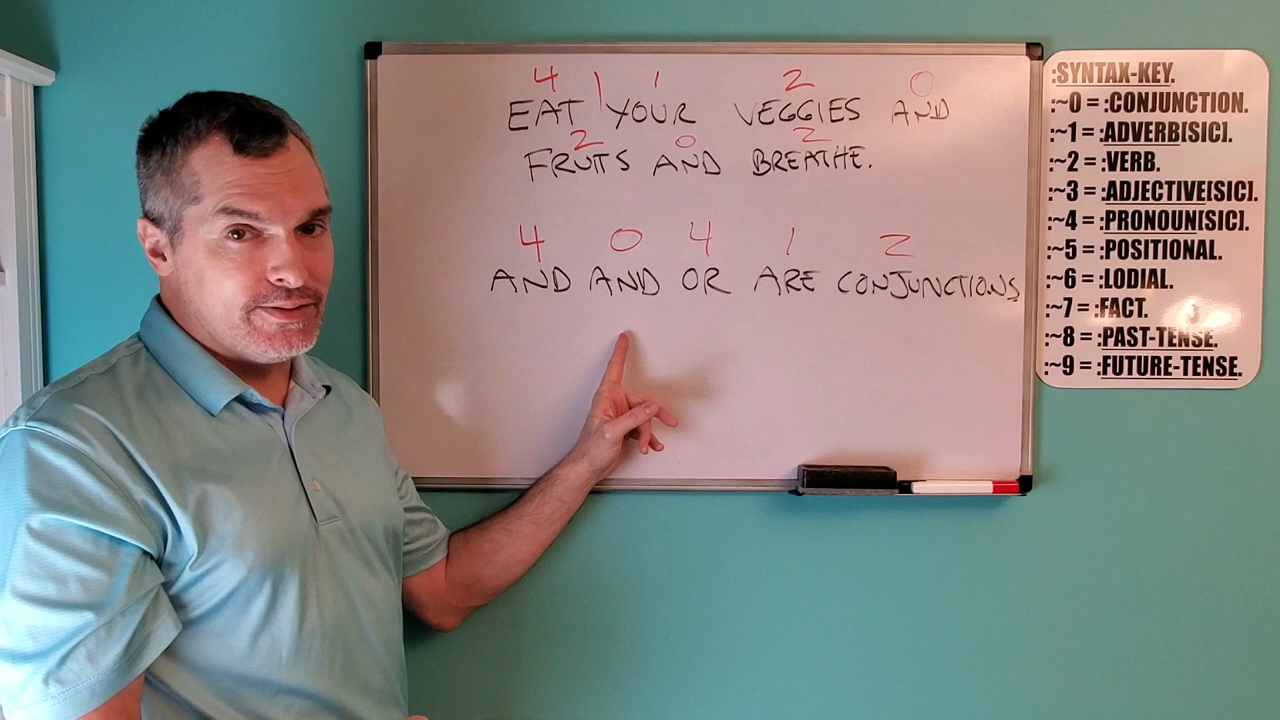 4 | 1 2 0
EAT YOUR VEGGIES AND
2 0 2
FRUITS AND BREATHE.
4 0 4 1 2
AND AND OR ARE CONJUNCTIONS
:SYNTAX-KEY.
:~0 = :CONJUNCTION.
:~1 = :ADVERB[SIC].
:~2 = :VERB.
:~3 = :ADJECTIVE[SIC].
:~4 = :PRONOUN[SIC].
:~5 = :POSITIONAL.
:~6 = :LODIAL.
:~7 = :FACT.
:~8 = :PAST-TENSE.
:~9 = :FUTURE-TENSE.